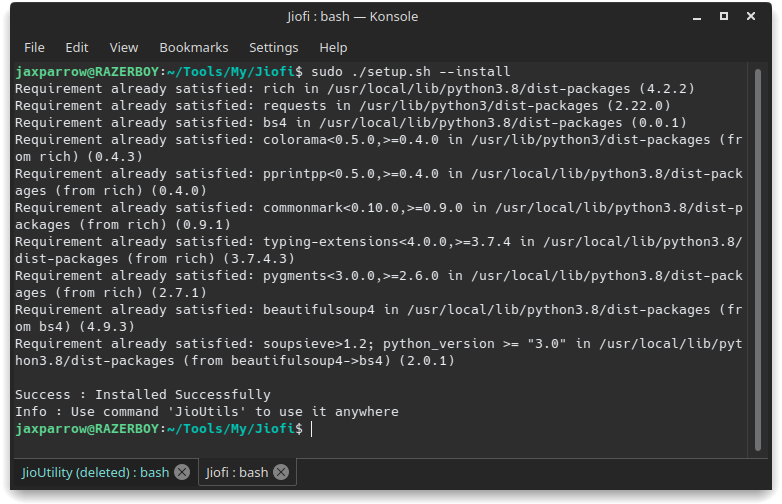 Jiofi : bash — Konsole
File Edit View Bookmarks Settings Help
jaxparrow@RAZERBOY:~/Tools/My/Jiofi$ sudo ./setup.sh --install
Requirement already satisfied: rich in /usr/local/lib/python3.8/dist-packages (4.2.2)
Requirement already satisfied: requests in /usr/lib/python3/dist-packages (2.22.0)
Requirement already satisfied: bs4 in /usr/local/lib/python3.8/dist-packages (0.0.1)
Requirement already satisfied: colorama<0.5.0,>=0.4.0 in /usr/lib/python3/dist-packages (fr
om rich) (0.4.3)
Requirement already satisfied: pprintpp<0.5.0,>=0.4.0 in /usr/local/lib/python3.8/dist-pack
ages (from rich) (0.4.0)
Requirement already satisfied: commonmark<0.10.0,>=0.9.0 in /usr/local/lib/python3.8/dist-p
ackages (from rich) (0.9.1)
Requirement already satisfied: typing-extensions<4.0.0,>=3.7.4 in /usr/local/lib/python3.8/
dist-packages (from rich) (3.7.4.3)
Requirement already satisfied: pygments<3.0.0,>=2.6.0 in /usr/local/lib/python3.8/dist-pack
ages (from rich) (2.7.1)
Requirement already satisfied: beautifulsoup4 in /usr/local/lib/python3.8/dist-packages (fr
om bs4) (4.9.3)
Requirement already satisfied: soupsieve>1.2; python_version >= "3.0" in /usr/local/lib/pyt
hon3.8/dist-packages (from beautifulsoup4->bs4) (2.0.1)
Success : Installed Successfully
Info : Use command 'JioUtils' to use it anywhere
jaxparrow@RAZERBOY:~/Tools/My/Jiofi$
JioUtility (deleted) : bash Jiofi : bash